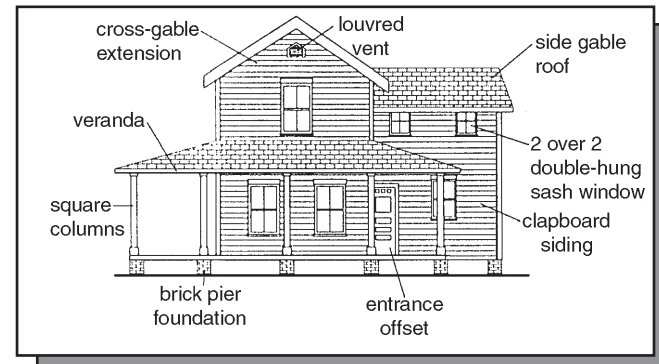 cross-gable
extension
louvred
vent
side gable
roof
veranda
2 over 2
double-hung
sash window
square
columns
clapboard
siding
brick pier
foundation
entrance
offset